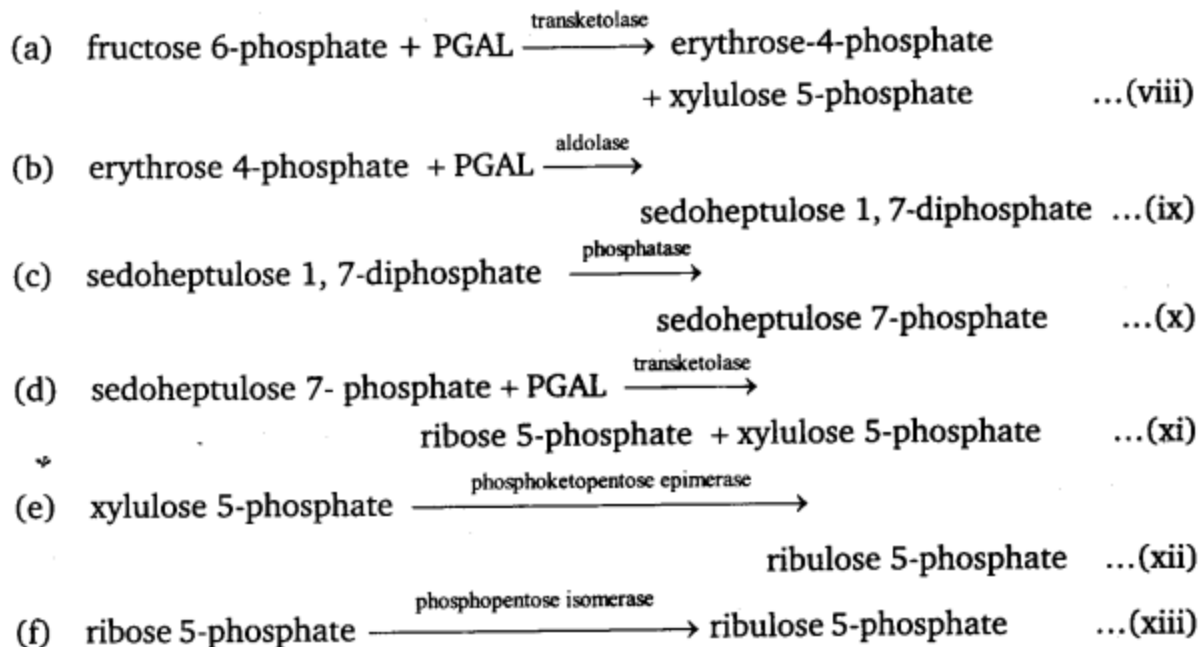 transketolase
(a) fructose 6-phosphate + PGAL ⟶ erythrose-4-phosphate
+ xylulose 5-phosphate ...(viii)
aldolase
(b) erythrose 4-phosphate + PGAL ⟶
sedoheptulose 1, 7-diphosphate ...(ix)
phosphatase
(c) sedoheptulose 1, 7-diphosphate ⟶
sedoheptulose 7-phosphate ...(x)
transketolase
(d) sedoheptulose 7- phosphate + PGAL ⟶
ribose 5-phosphate + xylulose 5-phosphate ...(xi)
phosphoketopentose epimerase
(e) xylulose 5-phosphate ⟶
ribulose 5-phosphate ...(xii)
phosphopentose isomerase
(f) ribose 5-phosphate ⟶ ribulose 5-phosphate ...(xiii)